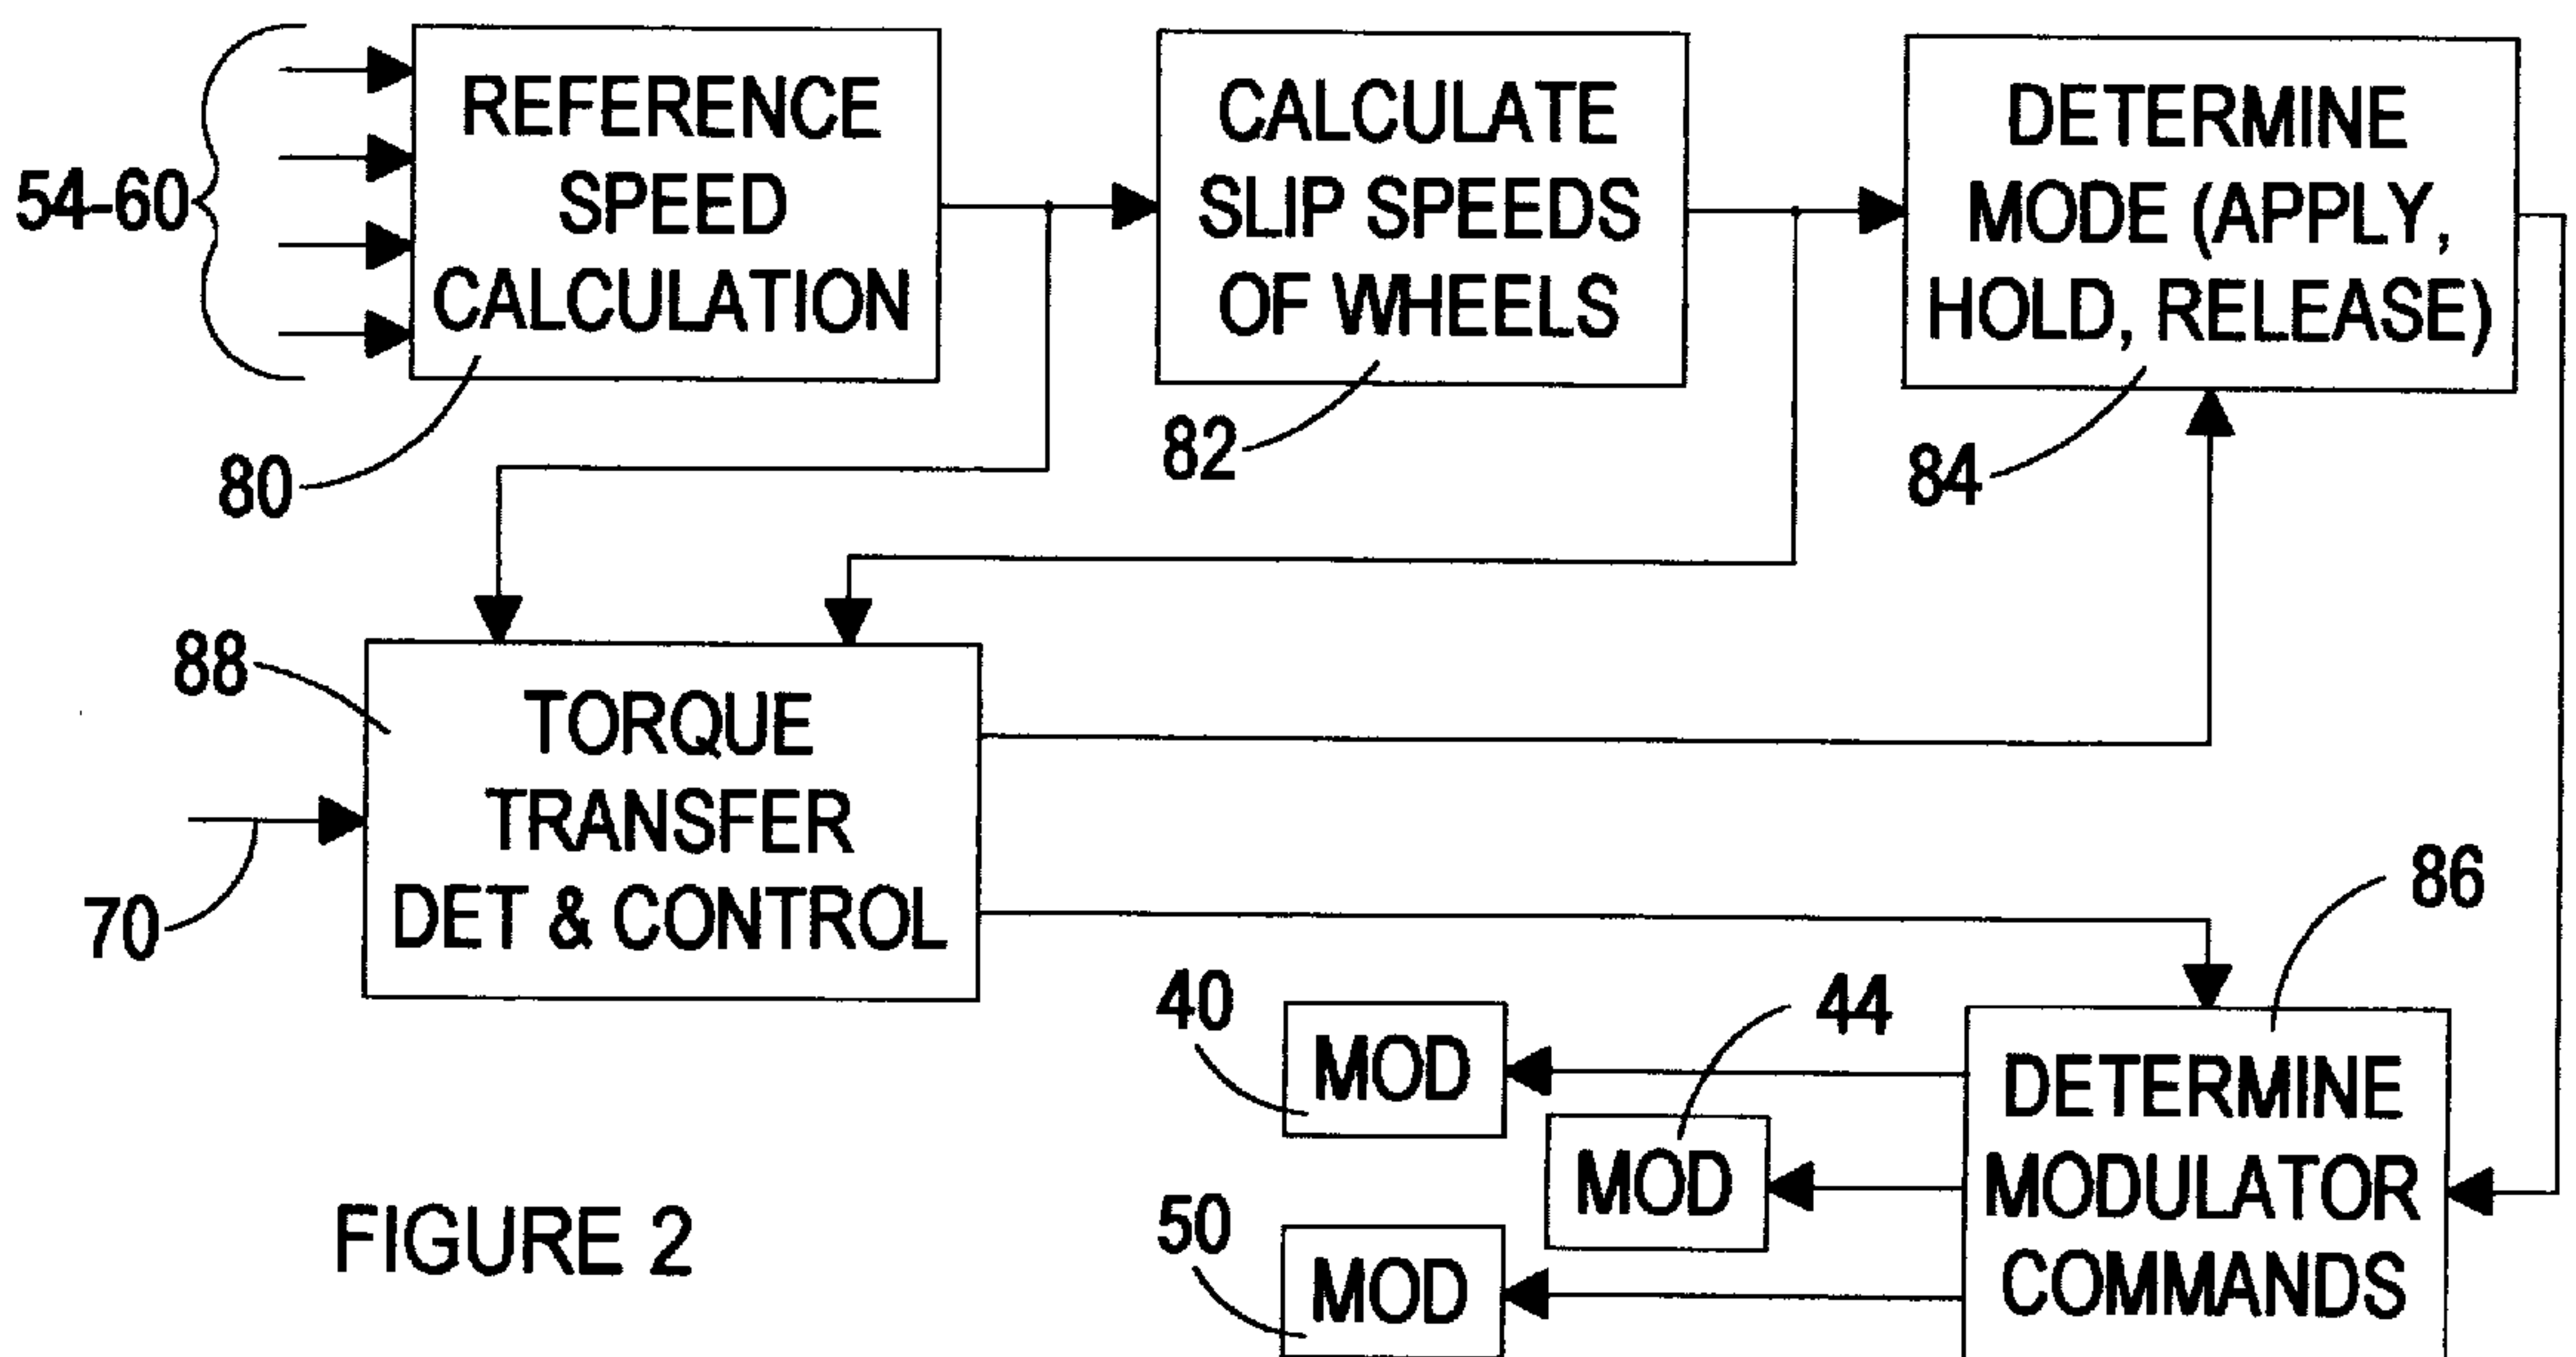 54-60
REFERENCE
SPEED
CALCULATION
80
CALCULATE
SLIP SPEEDS
OF WHEELS
82
DETERMINE
MODE (APPLY,
HOLD, RELEASE)
84
88
TORQUE
TRANSFER
DET & CONTROL
70
86
DETERMINE
MODULATOR
COMMANDS
40
MOD
44
MOD
50
MOD
FIGURE 2